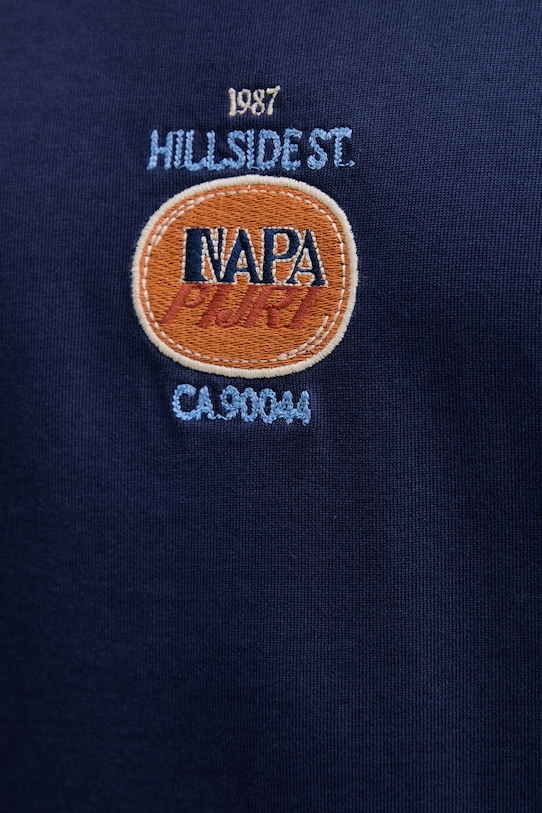 1987
HILLSIDE ST.
NAPA
PIJRI
CA.90044